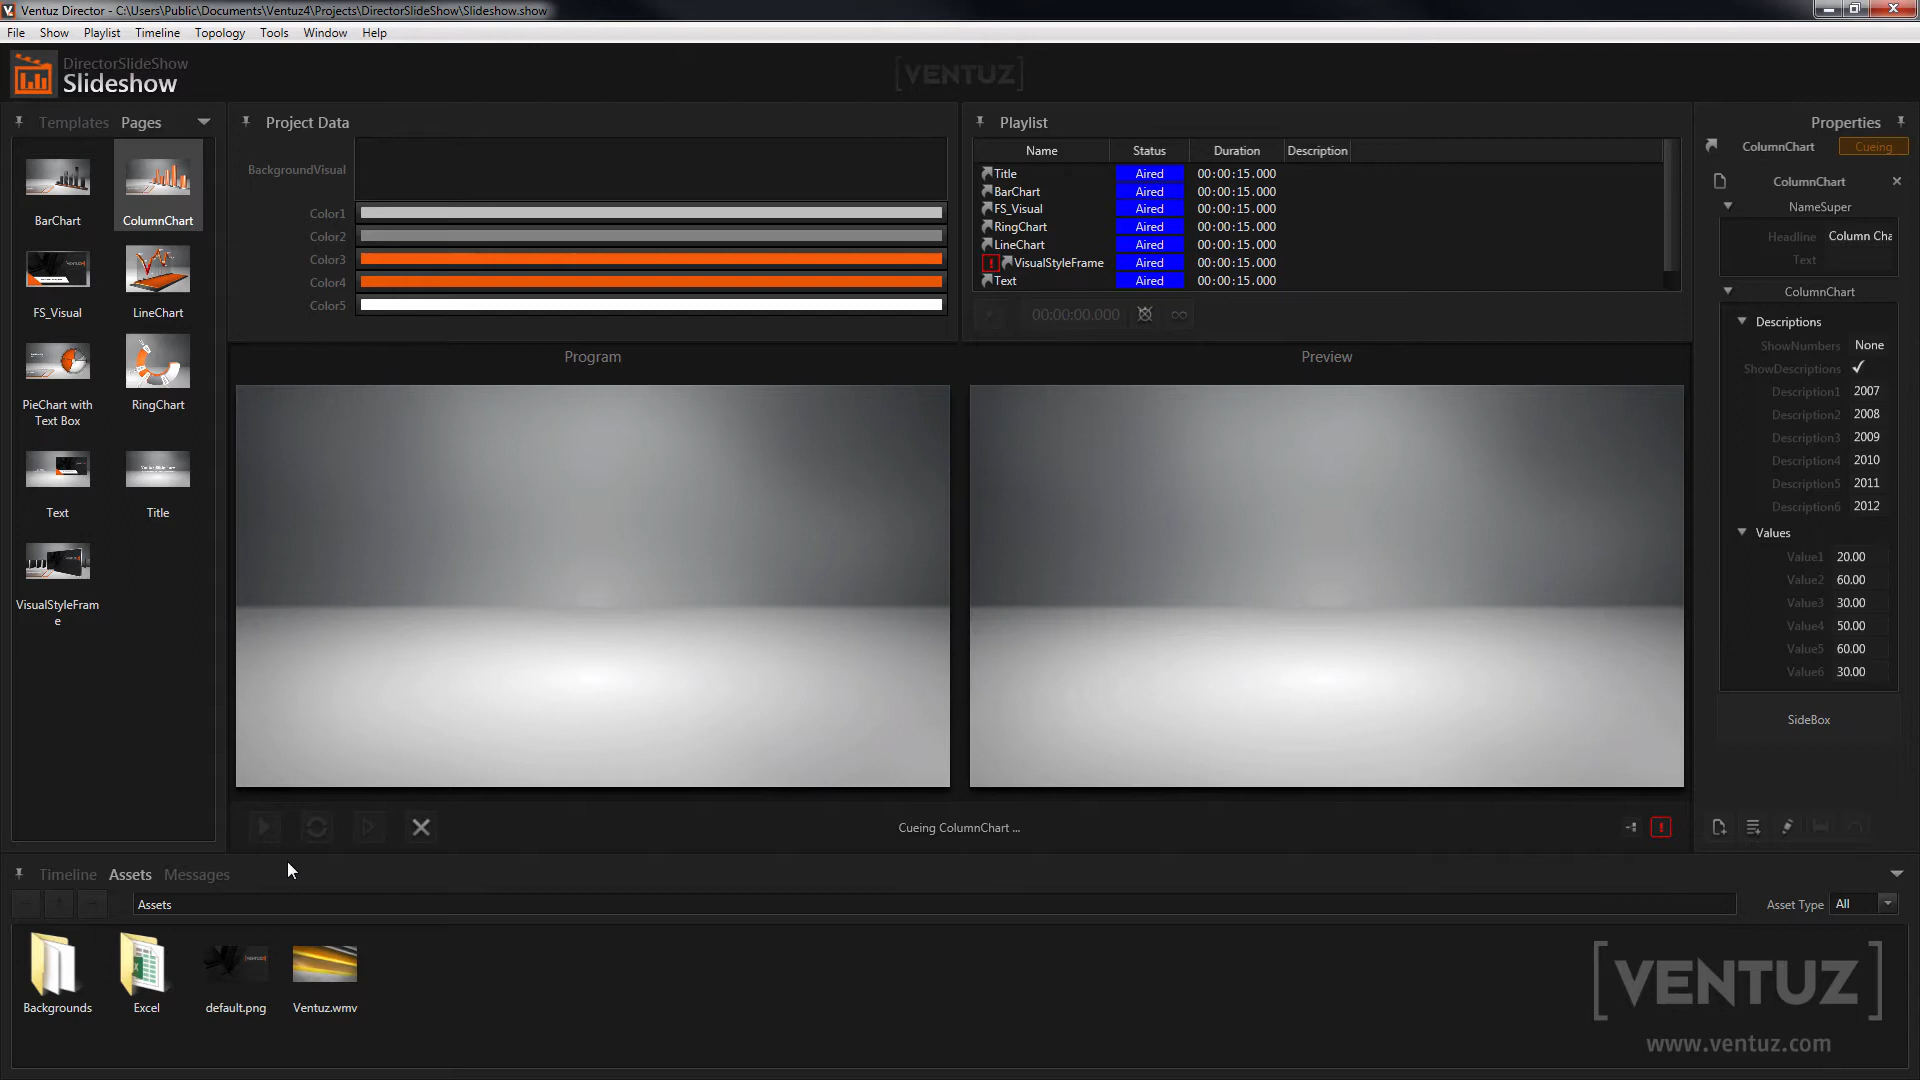 Ventuz Director - C:\Users\Public\Documents\Ventuz4\Projects\DirectorSlideShow\Slideshow.show
File Show Playlist Timeline Topology Tools Window Help
DirectorSlideShow
Slideshow
[VENTUZ]
Templates Pages
BarChart
ColumnChart
FS_Visual
LineChart
PieChart with
Text Box
RingChart
Text
Title
VisualStyleFram
e
Project Data
BackgroundVisual
Color1
Color2
Color3
Color4
Color5
Playlist
Name Status Duration Description
Title Aired 00:00:15.000
BarChart Aired 00:00:15.000
FS_Visual Aired 00:00:15.000
RingChart Aired 00:00:15.000
LineChart Aired 00:00:15.000
! VisualStyleFrame Aired 00:00:15.000
Text Aired 00:00:15.000
00:00:00.000
Program
Preview
Cueing ColumnChart ...
!
Properties
ColumnChart Cueing
ColumnChart
NameSuper
Headline Column Cha
Text
ColumnChart
Descriptions
ShowNumbers None
ShowDescriptions ✓
Description1 2007
Description2 2008
Description3 2009
Description4 2010
Description5 2011
Description6 2012
Values
Value1 20.00
Value2 60.00
Value3 30.00
Value4 50.00
Value5 60.00
Value6 30.00
SideBox
Timeline Assets Messages
Assets
Asset Type All
Backgrounds
Excel
default.png
Ventuz.wmv
[VENTUZ]
www.ventuz.com